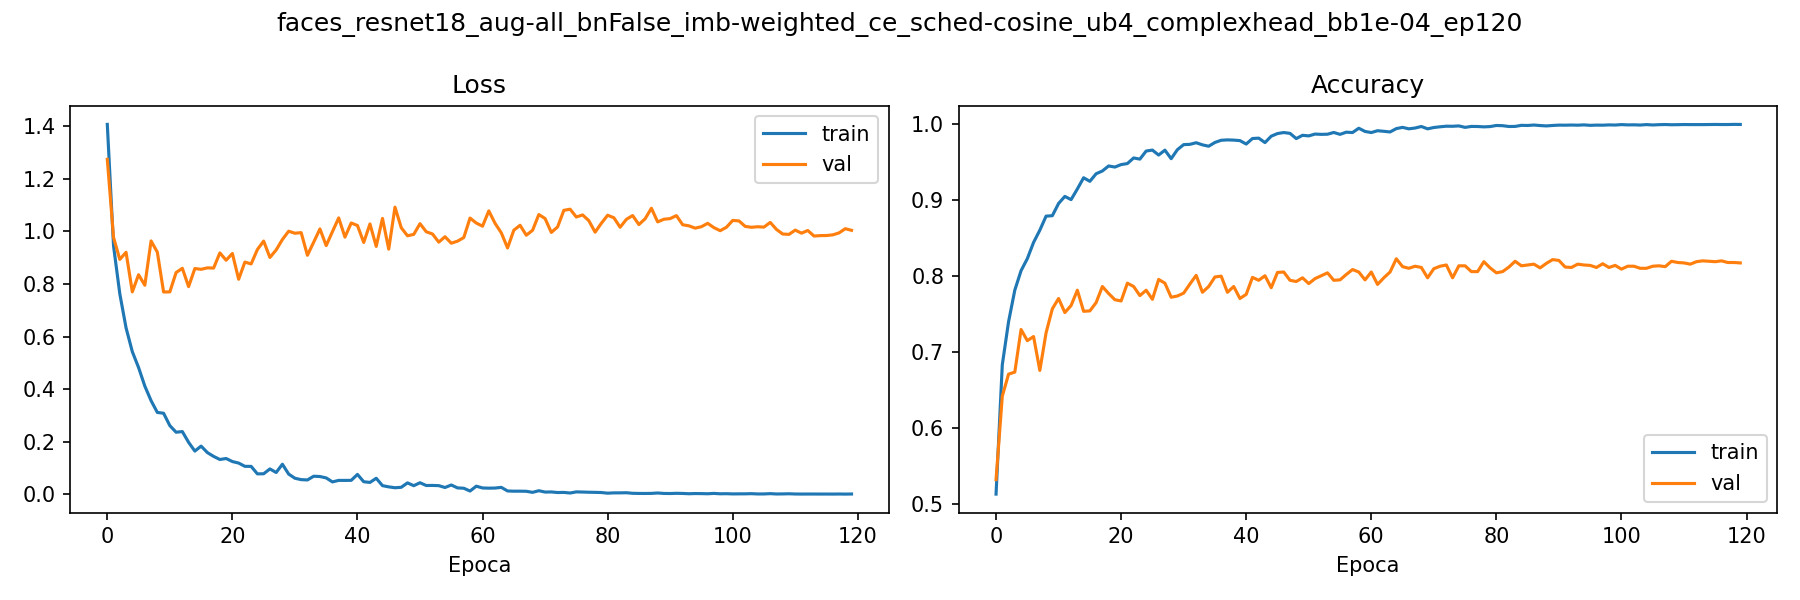 faces_resnet18_aug-all_bnFalse_imb-weighted_ce_sched-cosine_ub4_complexhead_bb1e-04_ep120
Loss
1.4
1.2
1.0
0.8
0.6
0.4
0.2
0.0
0 20 40 60 80 100 120
Epoca
train
val
Accuracy
1.0
0.9
0.8
0.7
0.6
0.5
0 20 40 60 80 100 120
Epoca
train
val